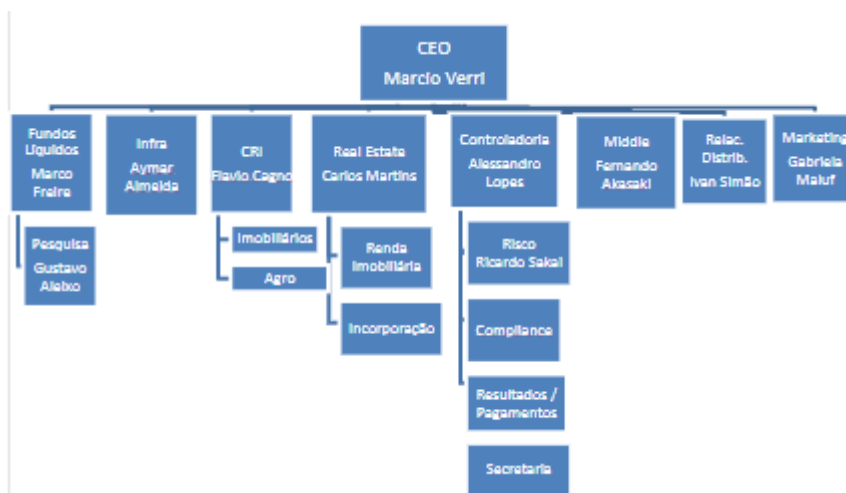 CEO
Marcio Verri
Fundos
Líquidos
Marco
Freire
Infra
Aymar
Almeida
CRI
Flavio Cagno
Real Estate
Carlos Martins
Controladoria
Alessandro
Lopes
Middle
Fernando
Akasaki
Relac.
Distrib.
Ivan Simão
Marketing
Gabriela
Maluf
Pesquisa
Gustavo
Aleixo
Imobiliários
Agro
Renda
Imobiliária
Incorporação
Risco
Ricardo Sakai
Compliance
Resultados /
Pagamentos
Secretaria